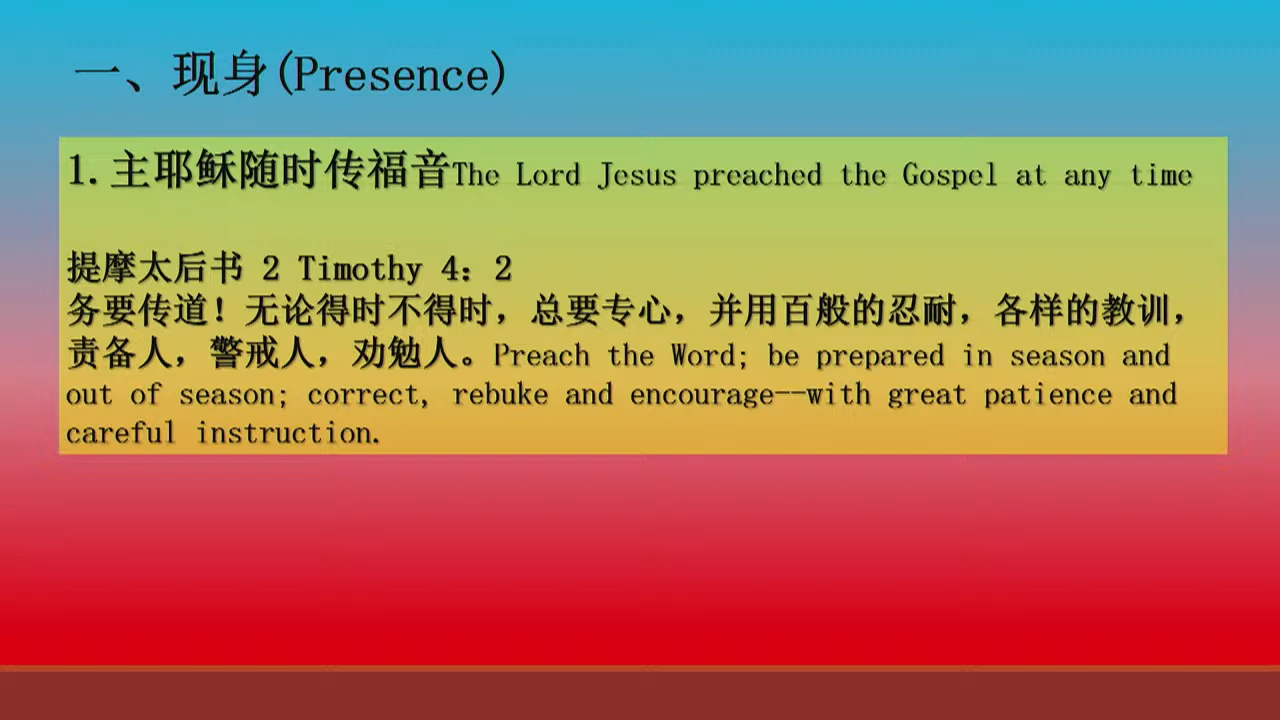 一、现身(Presence)
1.主耶稣随时传福音The Lord Jesus preached the Gospel at any time
提摩太后书 2 Timothy 4：2
务要传道！无论得时不得时，总要专心，并用百般的忍耐，各样的教训，
责备人，警戒人，劝勉人。Preach the Word; be prepared in season and
out of season; correct, rebuke and encourage--with great patience and
careful instruction.